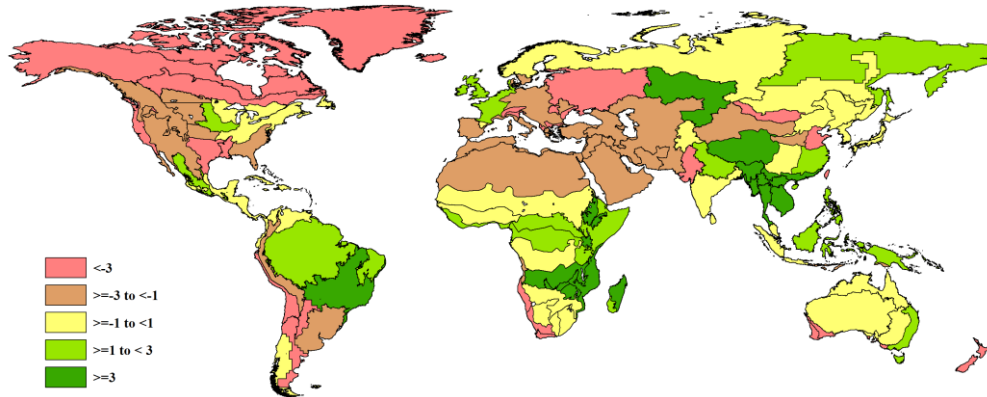 <-3
>=-3 to <-1
>=-1 to <1
>=1 to < 3
>=3